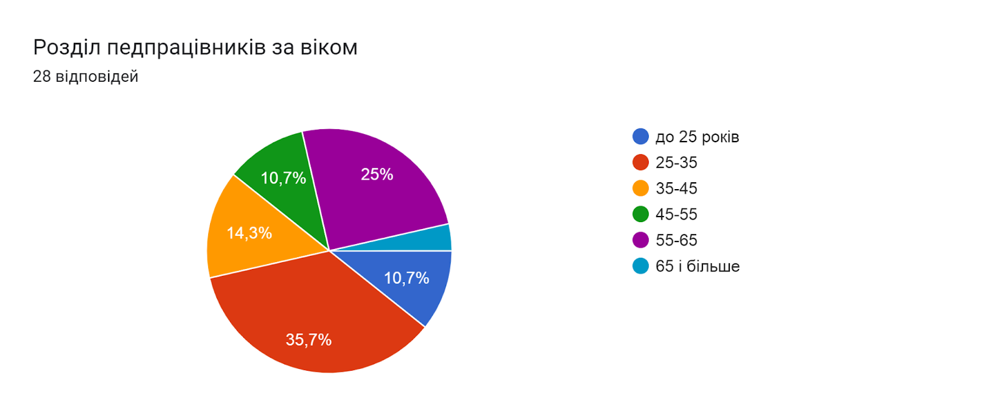 Розділ педпрацівників за віком
28 відповідей
25%
10,7%
14,3%
10,7%
35,7%
до 25 років
25-35
35-45
45-55
55-65
65 і більше